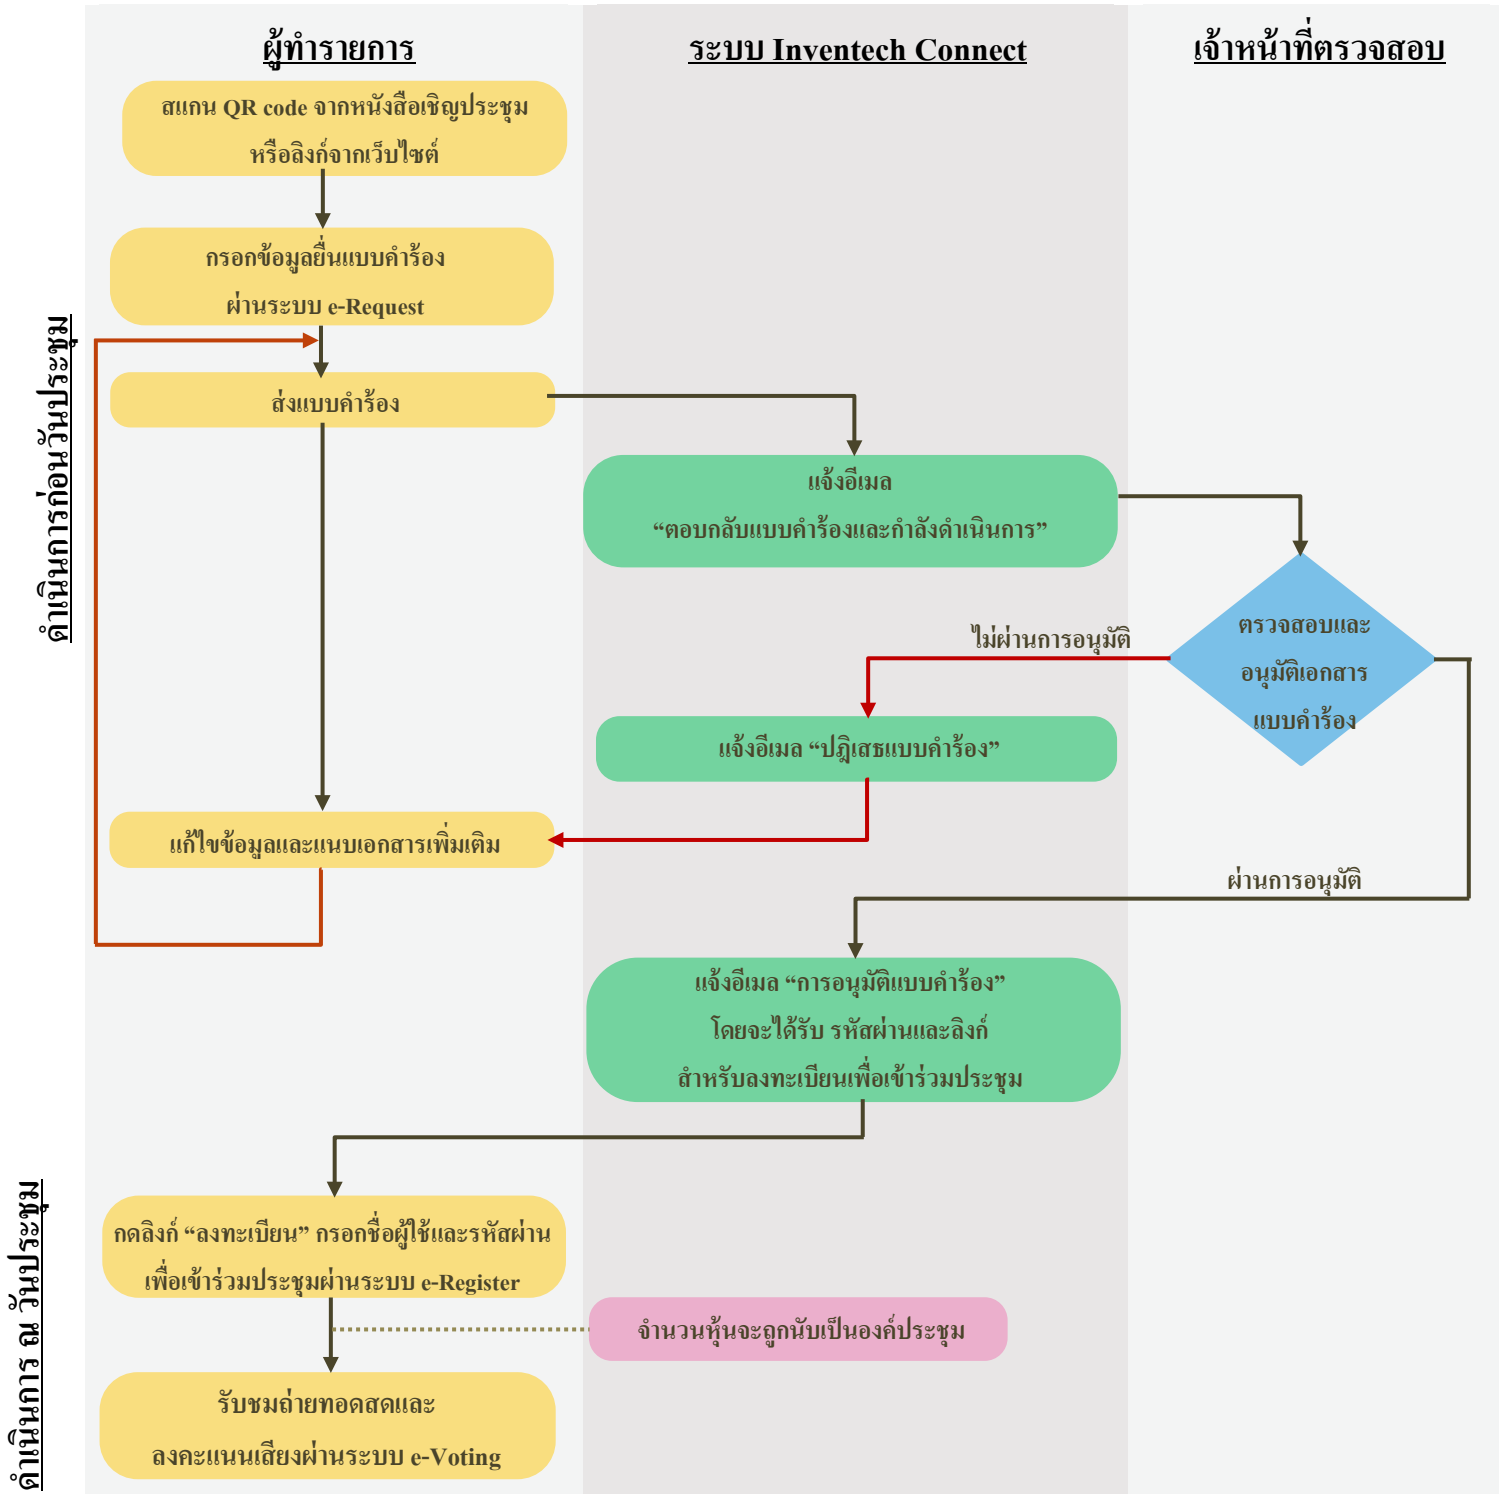 ผู้ทำรายการ
ระบบ Inventech Connect
เจ้าหน้าที่ตรวจสอบ
ดำเนินการก่อนวันประชุม
สแกน QR code จากหนังสือเชิญประชุม
หรือลิงก์จากเว็บไซต์
กรอกข้อมูลยื่นแบบคำร้อง
ผ่านระบบ e-Request
ส่งแบบคำร้อง
แจ้งอีเมล
“ตอบกลับแบบคำร้องและกำลังดำเนินการ”
ตรวจสอบและ
อนุมัติเอกสาร
แบบคำร้อง
ไม่ผ่านการอนุมัติ
แจ้งอีเมล “ปฎิเสธแบบคำร้อง”
แก้ไขข้อมูลและแนบเอกสารเพิ่มเติม
ผ่านการอนุมัติ
แจ้งอีเมล “การอนุมัติแบบคำร้อง”
โดยจะได้รับ รหัสผ่านและลิงก์
สำหรับลงทะเบียนเพื่อเข้าร่วมประชุม
ดำเนินการ ณ วันประชุม
กดลิงก์ “ลงทะเบียน” กรอกชื่อผู้ใช้และรหัสผ่าน
เพื่อเข้าร่วมประชุมผ่านระบบ e-Register
จำนวนหุ้นจะถูกนับเป็นองค์ประชุม
รับชมถ่ายทอดสดและ
ลงคะแนนเสียงผ่านระบบ e-Voting